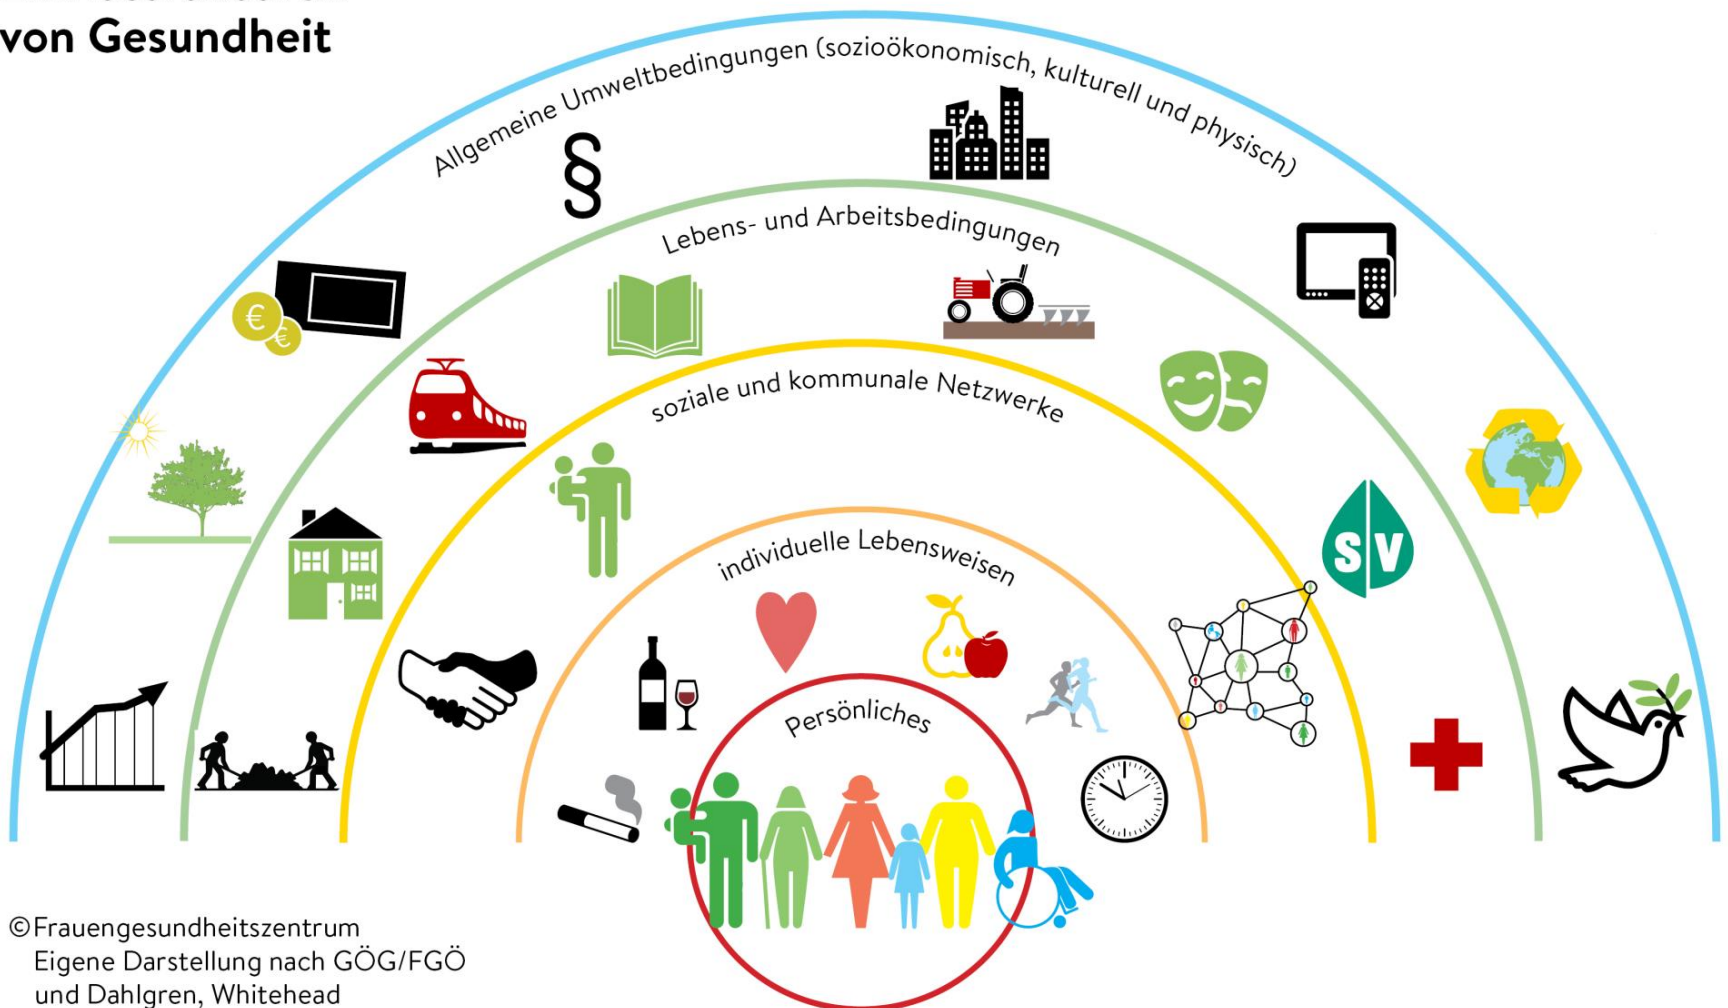 von Gesundheit
Allgemeine Umweltbedingungen (sozioökonomisch, kulturell und physisch)
§
Lebens- und Arbeitsbedingungen
€
€
soziale und kommunale Netzwerke
individuelle Lebensweisen
S V
Persönliches
©Frauengesundheitszentrum
Eigene Darstellung nach GÖG/FGÖ
und Dahlgren, Whitehead